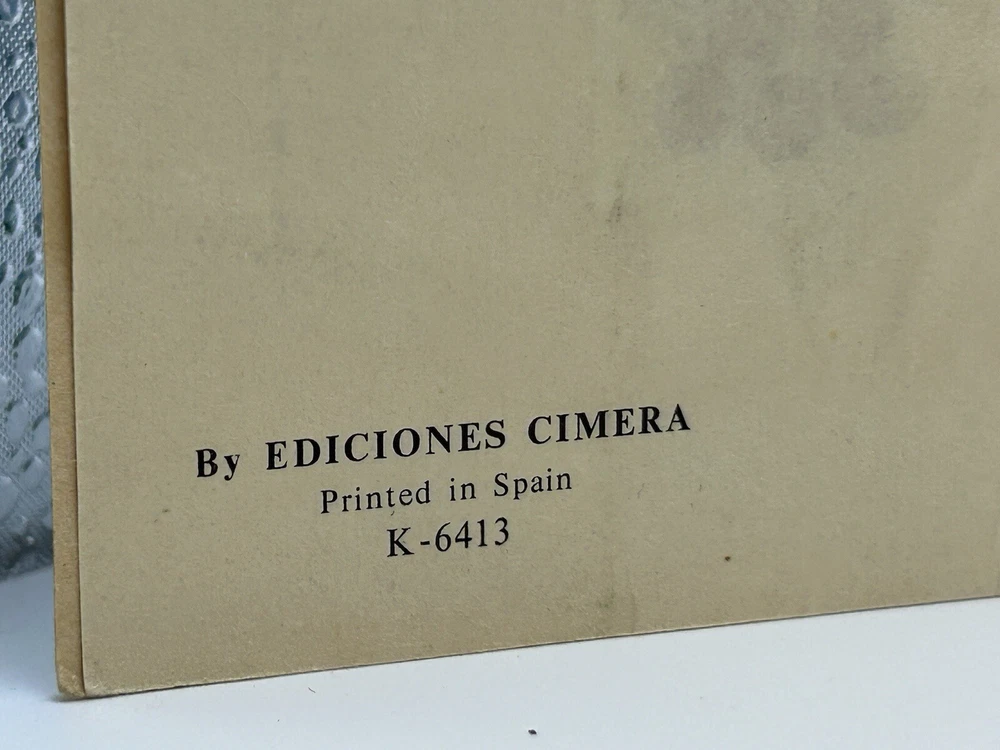 By EDICIONES CIMERA
Printed in Spain
K-6413